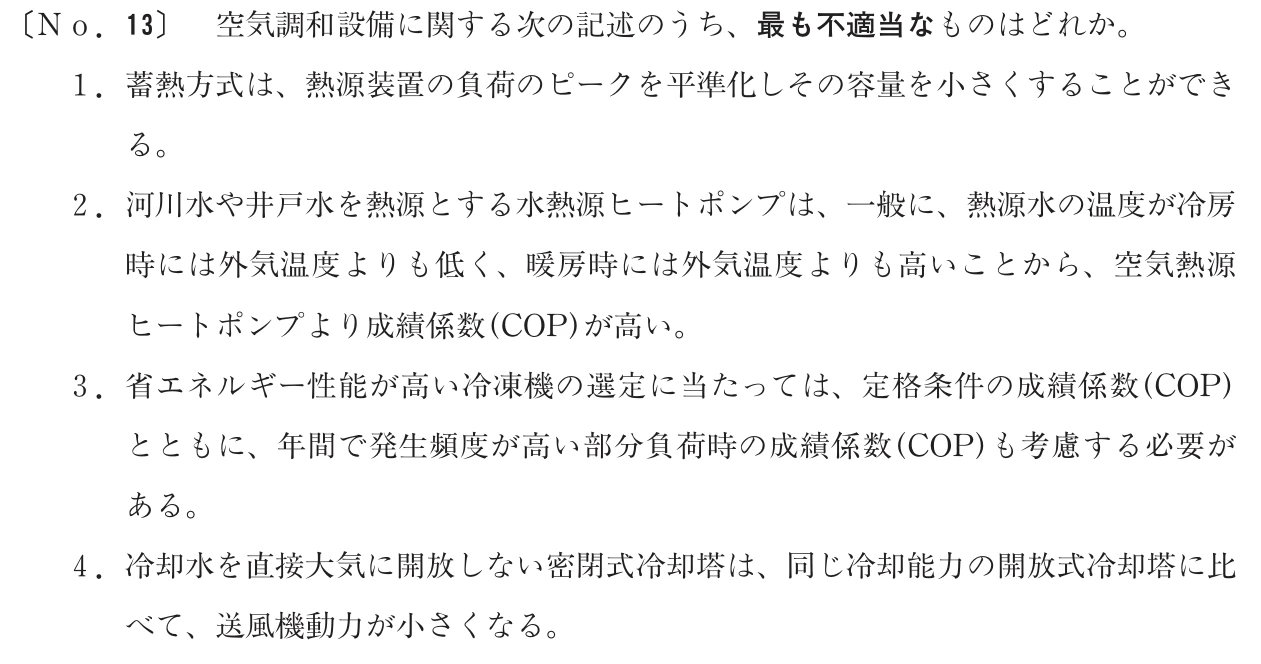 〔Ｎｏ．13〕　空気調和設備に関する次の記述のうち、最も不適当なものはどれか。
１．蓄熱方式は、熱源装置の負荷のピークを平準化しその容量を小さくすることができ
る。
２．河川水や井戸水を熱源とする水熱源ヒートポンプは、一般に、熱源水の温度が冷房
時には外気温度よりも低く、暖房時には外気温度よりも高いことから、空気熱源
ヒートポンプより成績係数(COP)が高い。
３．省エネルギー性能が高い冷凍機の選定に当たっては、定格条件の成績係数(COP)
とともに、年間で発生頻度が高い部分負荷時の成績係数(COP)も考慮する必要が
ある。
４．冷却水を直接大気に開放しない密閉式冷却塔は、同じ冷却能力の開放式冷却塔に比
べて、送風機動力が小さくなる。